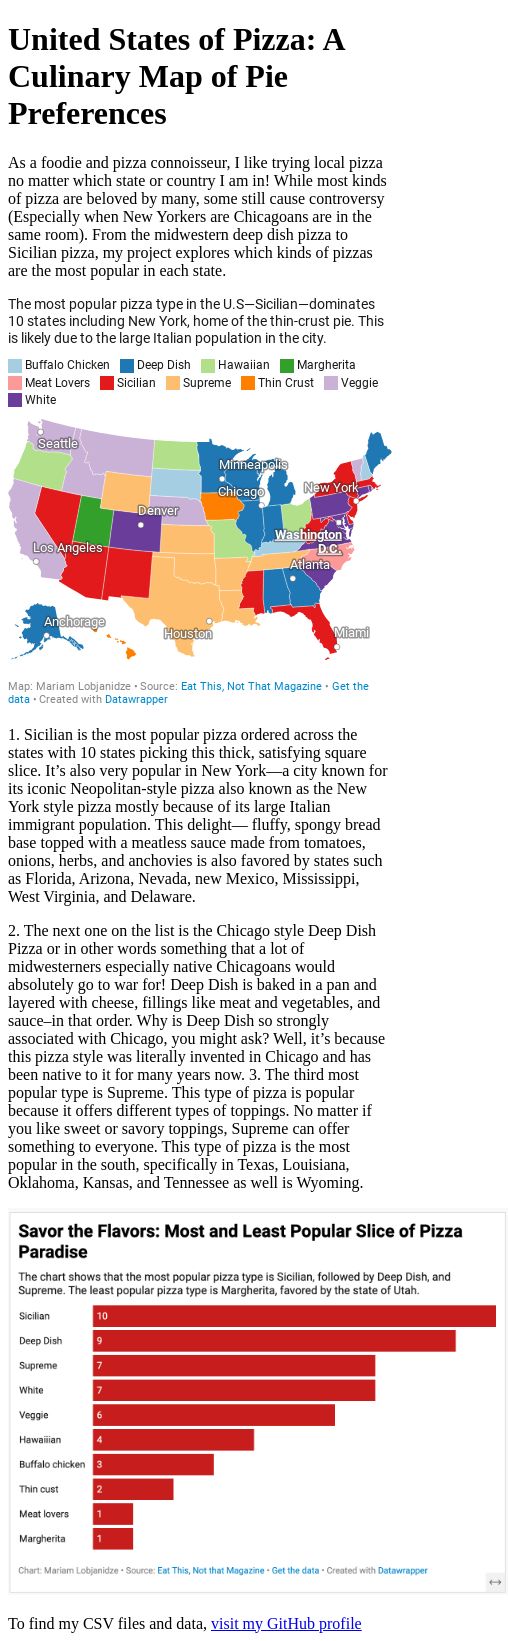 United States of Pizza: A
Culinary Map of Pie
Preferences
As a foodie and pizza connoisseur, I like trying local pizza
no matter which state or country I am in! While most kinds
of pizza are beloved by many, some still cause controversy
(Especially when New Yorkers are Chicagoans are in the
same room). From the midwestern deep dish pizza to
Sicilian pizza, my project explores which kinds of pizzas
are the most popular in each state.
The most popular pizza type in the U.S—Sicilian—dominates
10 states including New York, home of the thin-crust pie. This
is likely due to the large Italian population in the city.
Buffalo Chicken Deep Dish Hawaiian Margherita
Meat Lovers Sicilian Supreme Thin Crust Veggie
White
Seattle
Minneapolis
Chicago
New York
Denver
Washington
D.C.
Los Angeles
Atlanta
Anchorage
Houston
Miami
Map: Mariam Lobjanidze • Source: Eat This, Not That Magazine • Get the
data • Created with Datawrapper
1. Sicilian is the most popular pizza ordered across the
states with 10 states picking this thick, satisfying square
slice. It’s also very popular in New York—a city known for
its iconic Neopolitan-style pizza also known as the New
York style pizza mostly because of its large Italian
immigrant population. This delight— fluffy, spongy bread
base topped with a meatless sauce made from tomatoes,
onions, herbs, and anchovies is also favored by states such
as Florida, Arizona, Nevada, new Mexico, Mississippi,
West Virginia, and Delaware.
2. The next one on the list is the Chicago style Deep Dish
Pizza or in other words something that a lot of
midwesterners especially native Chicagoans would
absolutely go to war for! Deep Dish is baked in a pan and
layered with cheese, fillings like meat and vegetables, and
sauce–in that order. Why is Deep Dish so strongly
associated with Chicago, you might ask? Well, it’s because
this pizza style was literally invented in Chicago and has
been native to it for many years now. 3. The third most
popular type is Supreme. This type of pizza is popular
because it offers different types of toppings. No matter if
you like sweet or savory toppings, Supreme can offer
something to everyone. This type of pizza is the most
popular in the south, specifically in Texas, Louisiana,
Oklahoma, Kansas, and Tennessee as well is Wyoming.
Savor the Flavors: Most and Least Popular Slice of Pizza
Paradise
The chart shows that the most popular pizza type is Sicilian, followed by Deep Dish, and
Supreme. The least popular pizza type is Margherita, favored by the state of Utah.
Sicilian 10
Deep Dish 9
Supreme 7
White 7
Veggie 6
Hawaiiian 4
Buffalo chicken 3
Thin cust 2
Meat lovers 1
Margherita 1
Chart: Mariam Lobjanidze • Source: Eat This, Not that Magazine • Get the data • Created with Datawrapper
To find my CSV files and data, visit my GitHub profile